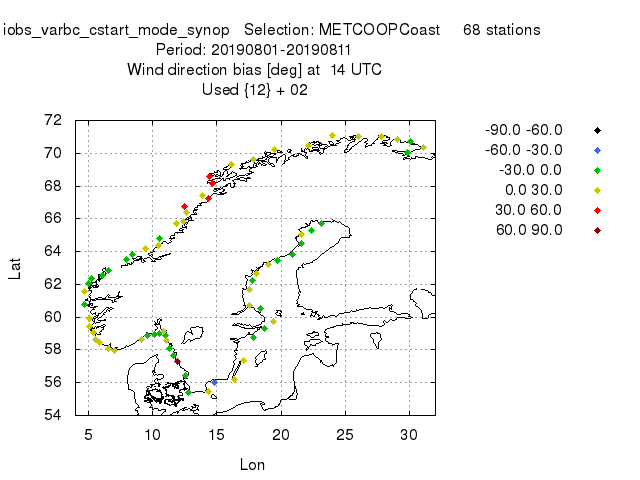 iobs_varbc_cstart_mode_synop Selection: METCOOPCoast 68 stations
Period: 20190801-20190811
Wind direction bias [deg] at 14 UTC
Used {12} + 02
-90.0 -60.0
-60.0 -30.0
-30.0 0.0
0.0 30.0
30.0 60.0
60.0 90.0
72
70
68
66
64
62
60
58
56
54
Lat
5 10 15 20 25 30
Lon